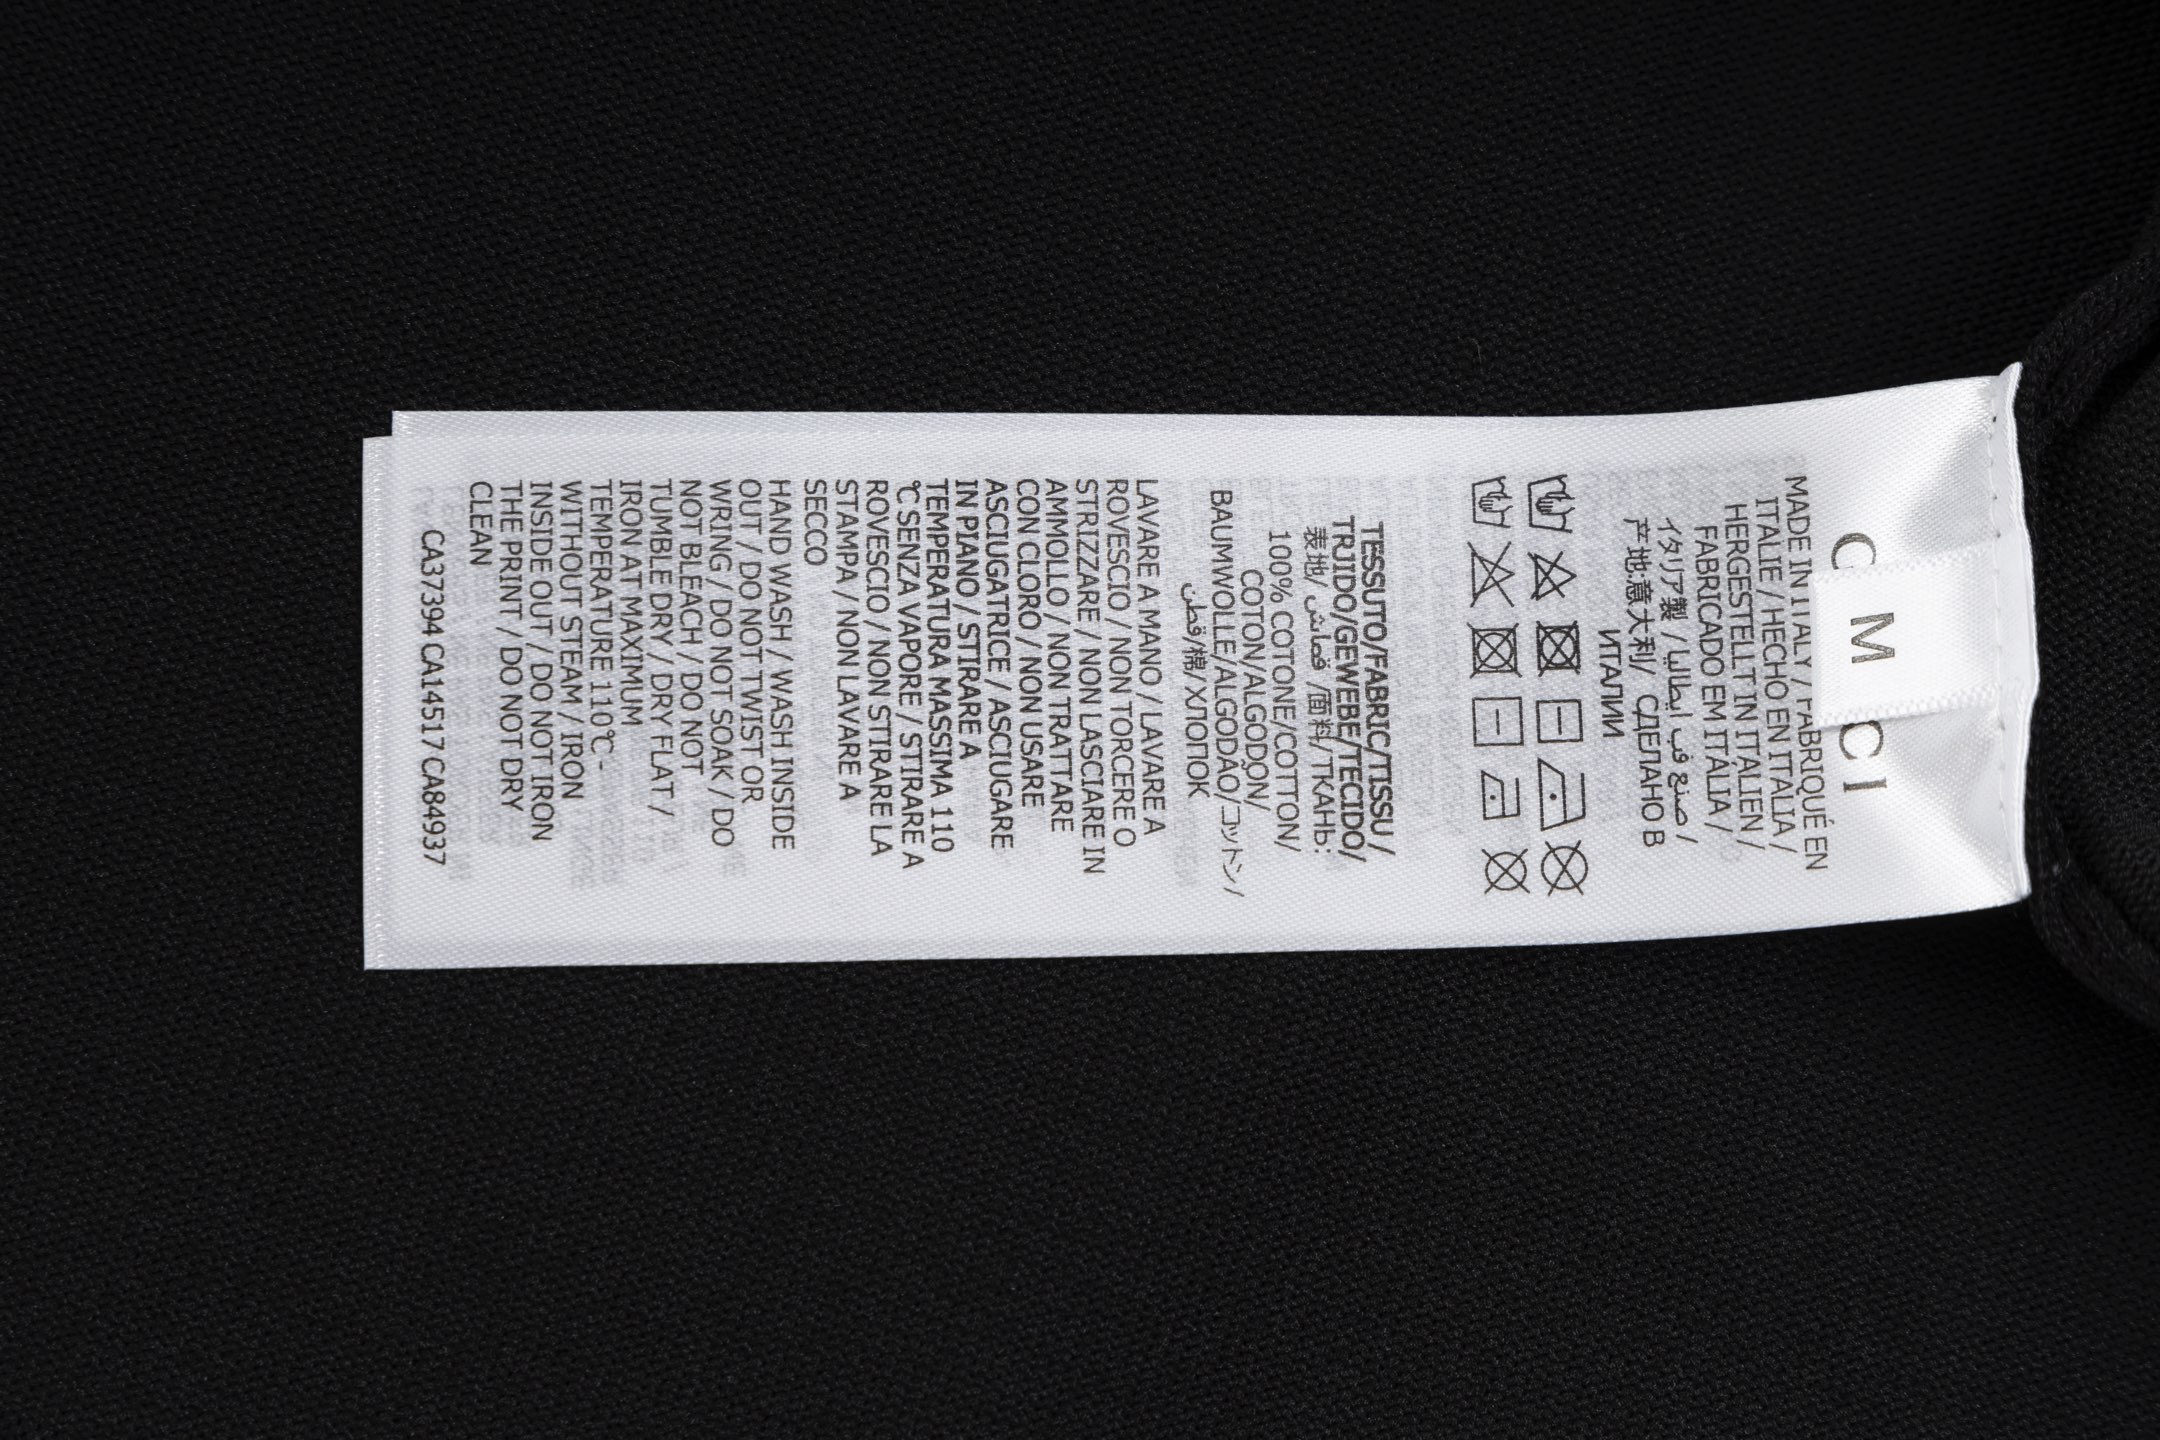 M
G CI
MADE IN ITALY / FABRIQUÉ EN
ITALIE / HECHO EN ITALIA /
HERGESTELLT IN ITALIEN /
FABRICADO EM ITÁLIA /
イタリア製 / صنع في ايطاليا /
产地:意大利/ СДЕЛАНО В
ИТАЛИИ
TESSUTO/FABRIC/TISSU /
TRJIDO/GEWEBE/TECIDO/
表地/ قماش /面料/TKAHb:
100% COTONE/COTTON/
COTON/ALGODON/
BAUMWOLLE/ALGODAO/コットン/
قطن/棉/ХЛОПОК
LAVARE A MANO / LAVARE A
ROVESCIO / NON TORCERE O
STRIZZARE / NON LASCIARE IN
AMMOLLO / NON TRATTARE
CON CLORO / NON USARE
ASCIUGATRICE / ASCIUGARE
IN PIANO / STIRARE A
TEMPERATURA MASSIMA 110
℃ SENZA VAPORE / STIRARE A
ROVESCIO / NON STIRARE LA
STAMPA / NON LAVARE A
SECCO
HAND WASH / WASH INSIDE
OUT / DO NOT TWIST OR
WRING / DO NOT SOAK / DO
NOT BLEACH / DO NOT
TUMBLE DRY / DRY FLAT /
IRON AT MAXIMUM
TEMPERATURE 110℃-
WITHOUT STEAM / IRON
INSIDE OUT / DO NOT IRON
THE PRINT / DO NOT DRY
CLEAN
CA37394 CA14517 CA84937